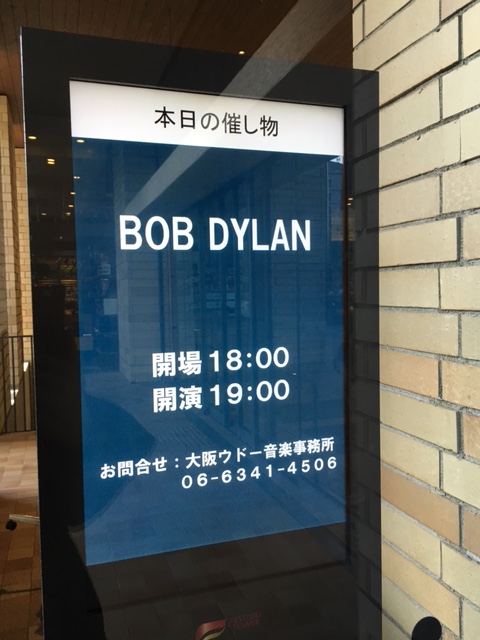 本日の催し物
BOB DYLAN
開場 18:00
開演 19:00
お問合せ：大阪ウドー音楽事務所
06-6341-4506